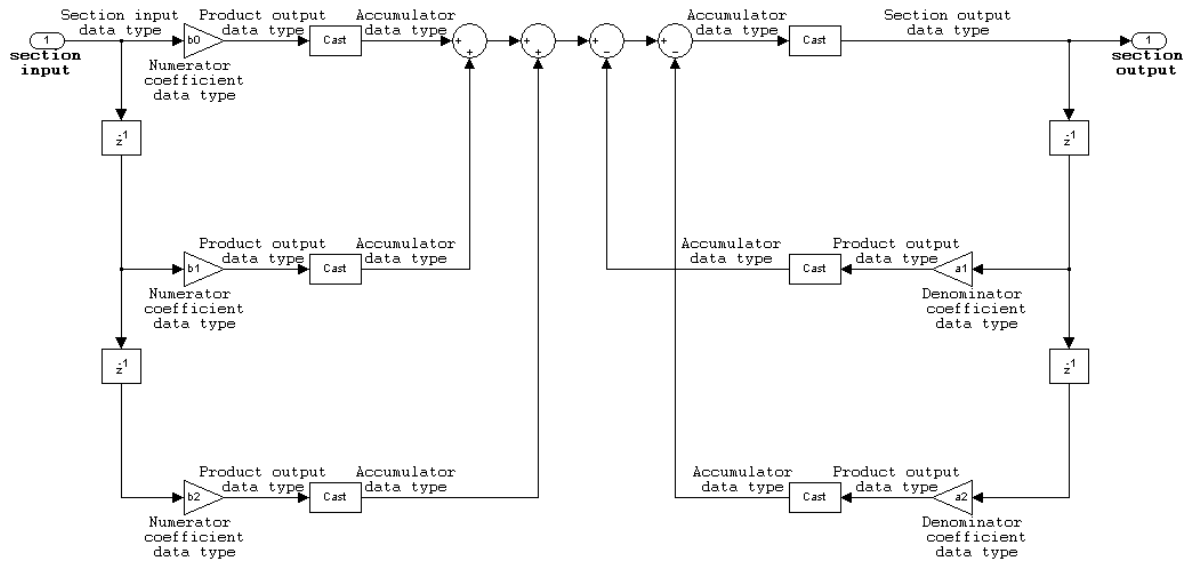 Section input data type
Product output data type
Accumulator data type
Accumulator data type
Section output data type
1
section input
b0
Cast
+
+
+
+
−
+
−
Cast
1
section output
Numerator coefficient data type
z-1
z-1
Product output data type
Accumulator data type
Accumulator data type
Product output data type
b1
Cast
Cast
a1
Numerator coefficient data type
Denominator coefficient data type
z-1
z-1
Product output data type
Accumulator data type
Accumulator data type
Product output data type
b2
Cast
Cast
a2
Numerator coefficient data type
Denominator coefficient data type